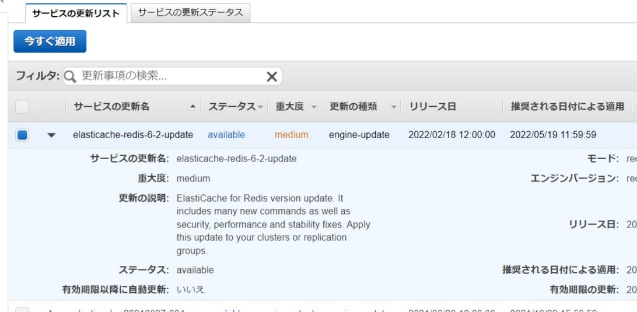 サービスの更新リスト サービスの更新ステータス
今すぐ適用
フィルタ: 更新事項の検索...
サービスの更新名 ステータス 重大度 更新の種類 リリース日 推奨される日付による適用
elasticache-redis-6-2-update available medium engine-update 2022/02/18 12:00:00 2022/05/19 11:59:59
サービスの更新名: elasticache-redis-6-2-update モード:
重大度: medium エンジンバージョン:
更新の説明: ElastiCache for Redis version update. It
includes many new commands as well as
security, performance and stability fixes. Apply
this update to your clusters or replication
groups.
リリース日: 20
ステータス: available 推奨される日付による適用: 20
有効期限以降に自動更新: いいえ 有効期限の更新: 20